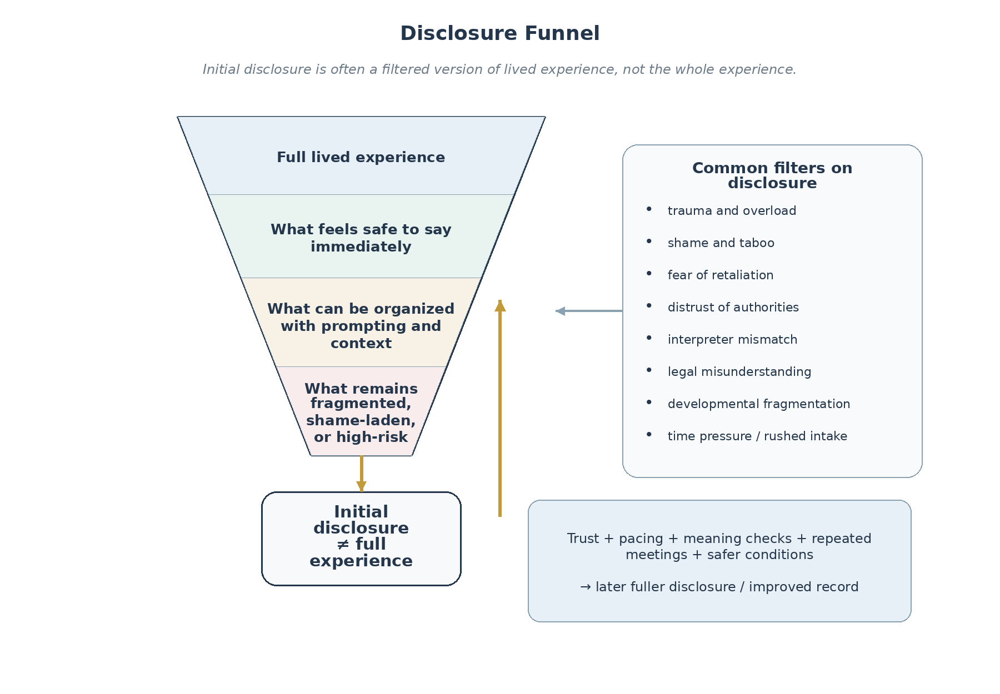 Disclosure Funnel
Initial disclosure is often a filtered version of lived experience, not the whole experience.
Full lived experience
What feels safe to say
immediately
What can be organized
with prompting and
context
What remains
fragmented,
shame-laden,
or high-risk
Initial
disclosure
≠ full
experience
Common filters on
disclosure
• trauma and overload
• shame and taboo
• fear of retaliation
• distrust of authorities
• interpreter mismatch
• legal misunderstanding
• developmental fragmentation
• time pressure / rushed intake
Trust + pacing + meaning checks + repeated
meetings + safer conditions
→ later fuller disclosure / improved record